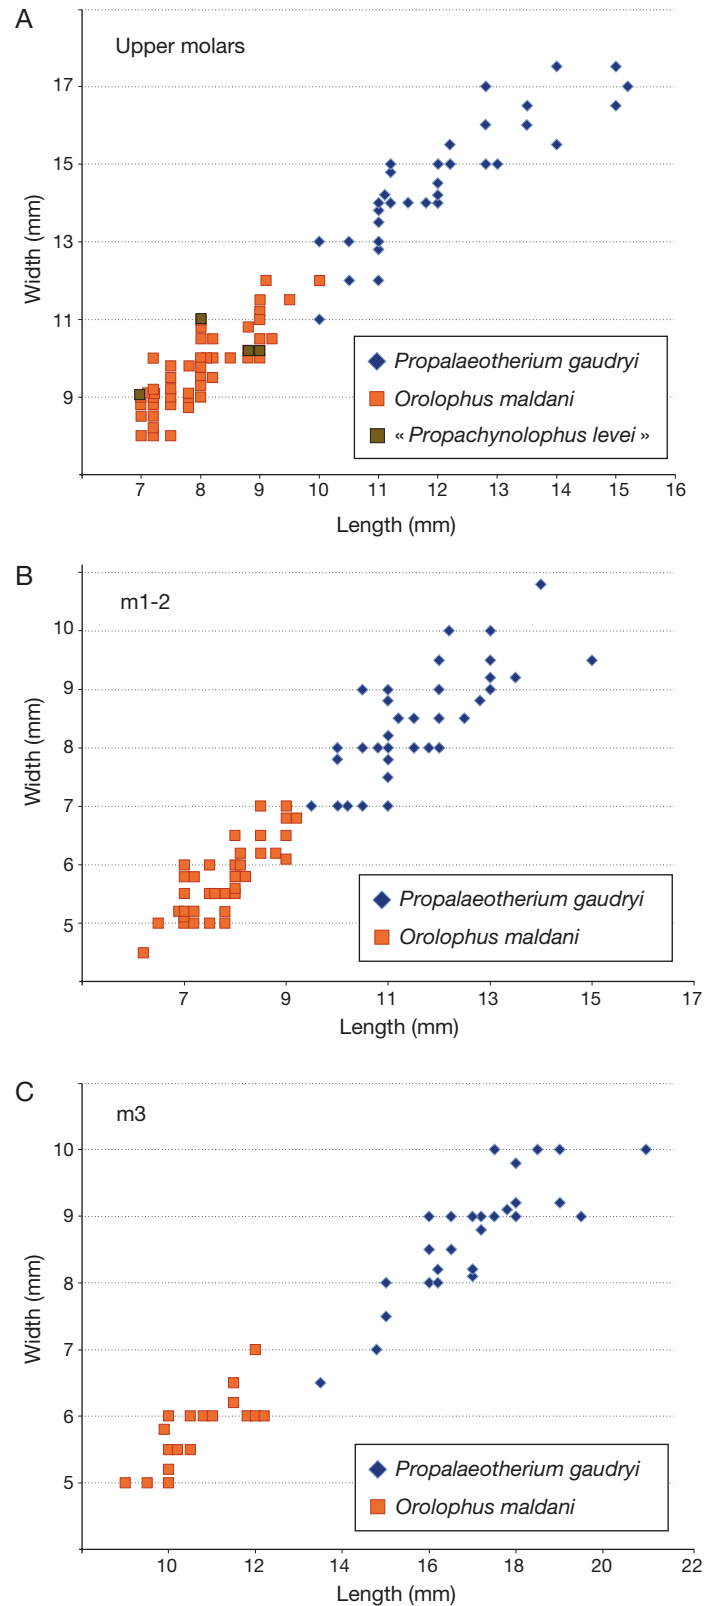 A
Upper molars
17
15
13
11
9
Width (mm)
Propalaeotherium gaudryi
Orolophus maldani
« Propachynolophus levei »
7 8 9 10 11 12 13 14 15 16
Length (mm)
B
m1-2
10
9
8
7
6
5
Width (mm)
Propalaeotherium gaudryi
Orolophus maldani
7 9 11 13 15 17
Length (mm)
C
m3
10
9
8
7
6
5
Width (mm)
Propalaeotherium gaudryi
Orolophus maldani
10 12 14 16 18 20 22
Length (mm)